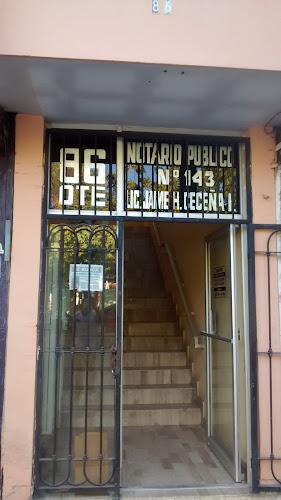 86
86
OTE
NOTARIO PUBLICO
Nº 143
LIC. JAIME H. CECEÑA I.